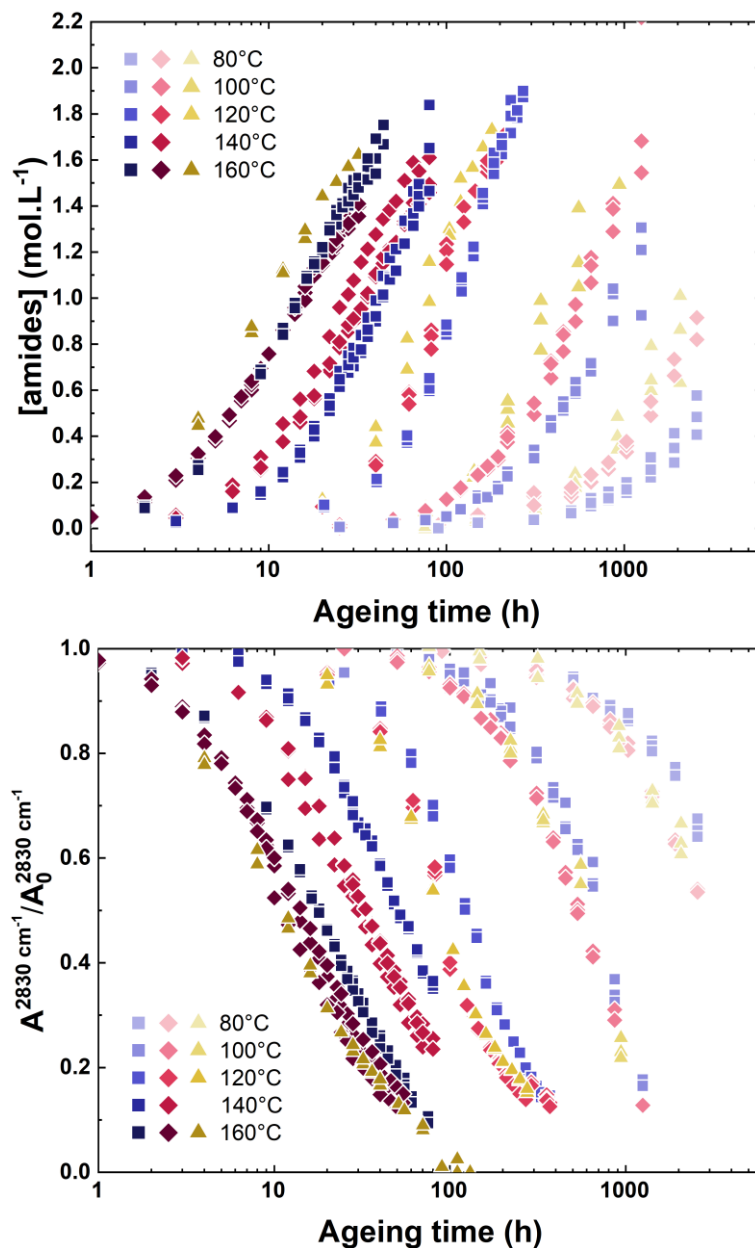 2.2
2.0
1.8
1.6
1.4
1.2
1.0
0.8
0.6
0.4
0.2
0.0
[amides] (mol.L⁻¹)
80°C
100°C
120°C
140°C
160°C
1 10 100 1000
Ageing time (h)
1.0
0.8
0.6
0.4
0.2
0.0
A²⁸³⁰ ᶜᵐ⁻¹/A₀²⁸³⁰ ᶜᵐ⁻¹
80°C
100°C
120°C
140°C
160°C
1 10 100 1000
Ageing time (h)